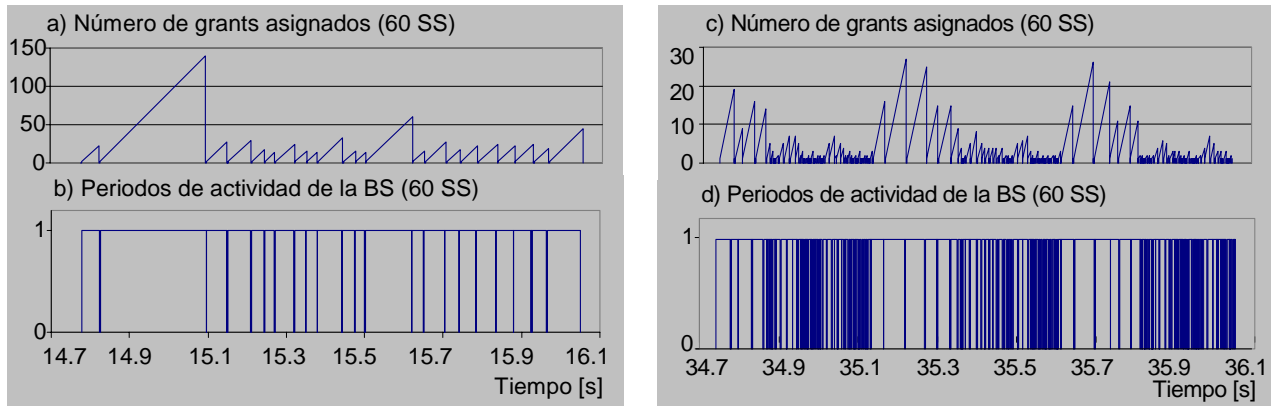 a) Número de grants asignados (60 SS)
150
100
50
0
b) Periodos de actividad de la BS (60 SS)
1
0
14.7 14.9 15.1 15.3 15.5 15.7 15.9 16.1
Tiempo [s]
c) Número de grants asignados (60 SS)
30
20
10
0
d) Periodos de actividad de la BS (60 SS)
1
0
34.7 34.9 35.1 35.3 35.5 35.7 35.9 36.1
Tiempo [s]